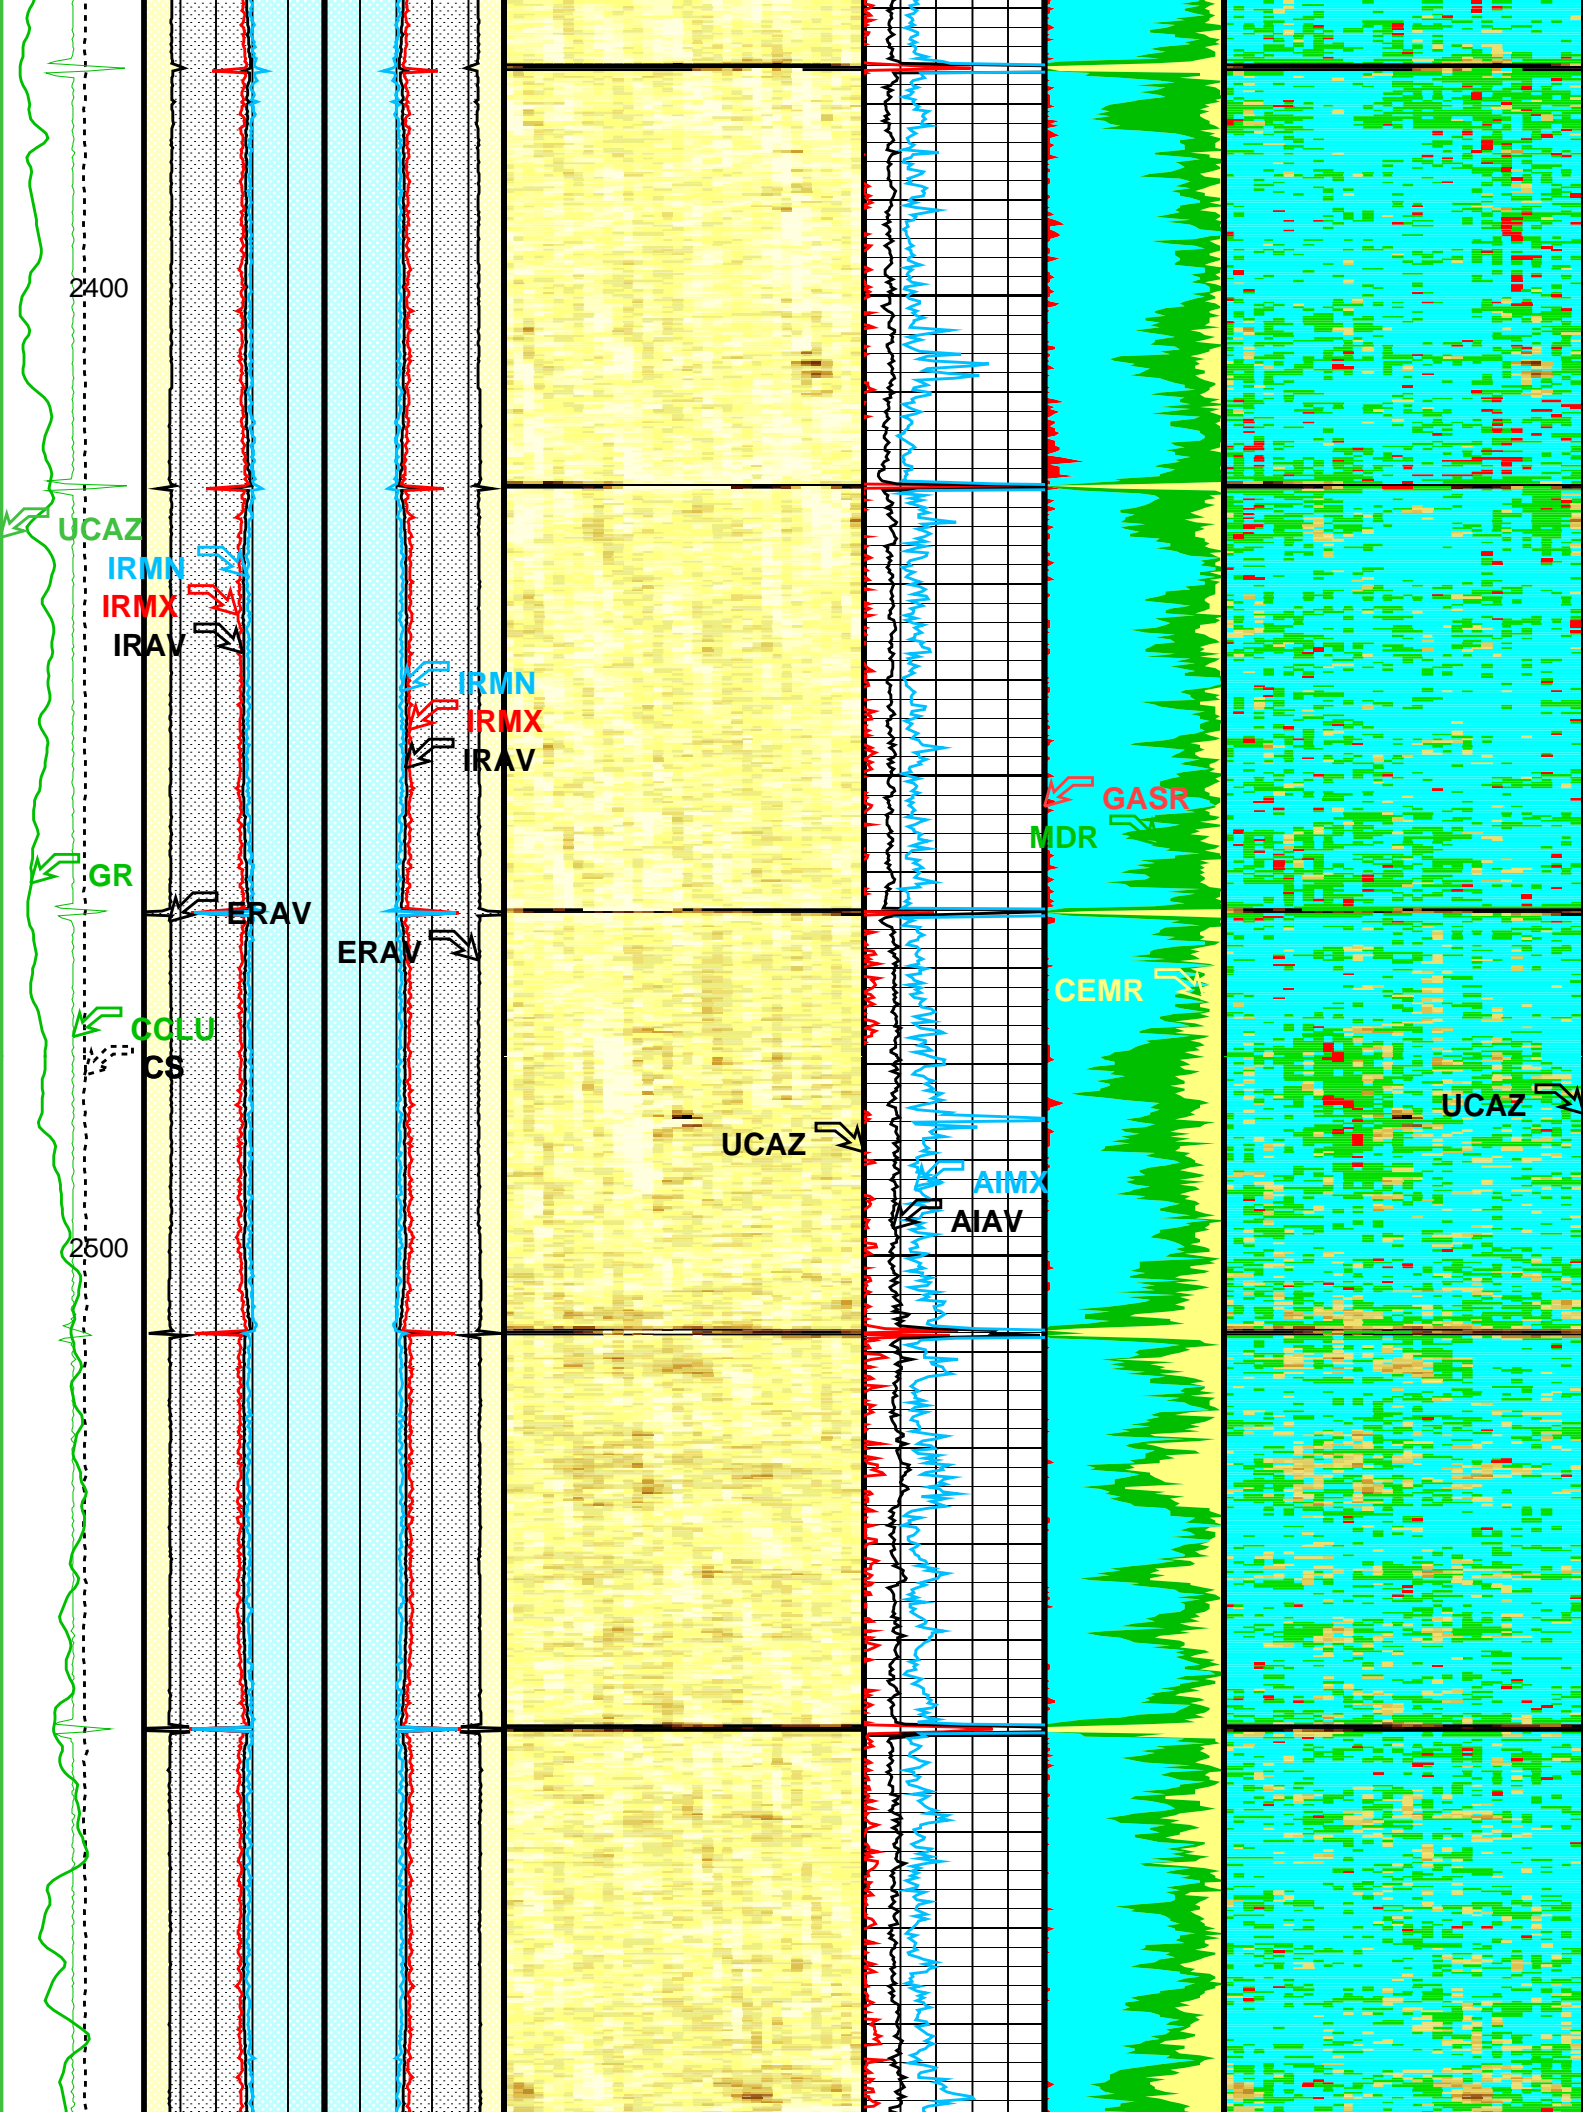 2400
UCAZ
IRMN
IRMX
IRAV
IRMN
IRMX
IRAV
GASR
MDR
GR
ERAV
ERAV
CEMR
CCLU
CS
UCAZ
UCAZ
AIMX
AIAV
2500